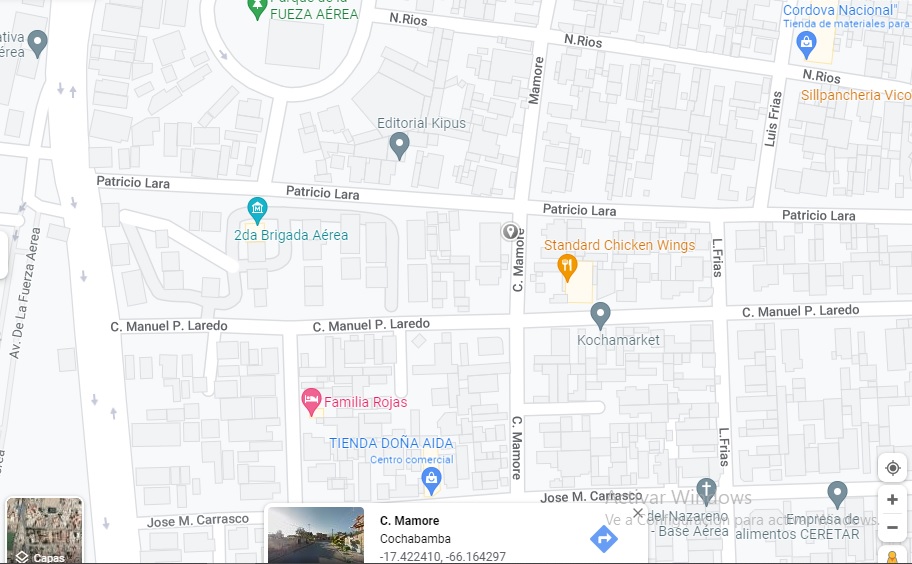 Parque de la
FUEZA AÉREA
N.Rios
N.Rios
Cordova Nacional"
Tienda de materiales para
N.Rios
Sillpancheria Vico
ativa
érea
Mamore
Luis Frias
Editorial Kipus
Patricio Lara
Patricio Lara
Patricio Lara
Patricio Lara
2da Brigada Aérea
C. Mamore
Standard Chicken Wings
L.Frias
Av. De La Fuerza Aerea
C. Manuel P. Laredo
C. Manuel P. Laredo
C. Manuel P. Laredo
Kochamarket
Familia Rojas
C. Mamore
L.Frias
TIENDA DOÑA AIDA
Centro comercial
Jose M. Carrasco
Jose M. Carrasco
Activar Windows
Ve a Configuración para activar Windows.
del Nazareno
- Base Aérea
Empresa de
alimentos CERETAR
C. Mamore
Cochabamba
-17.422410, -66.164297
Capas